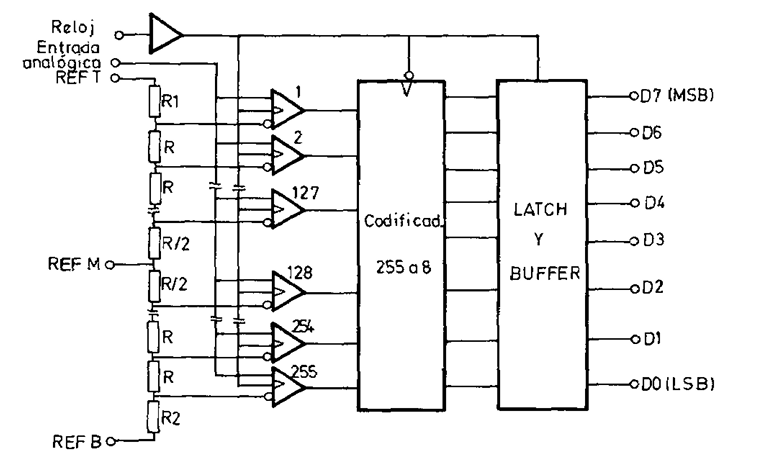 Reloj
Entrada
analógica
REF T
R1
R
R
R/2
REF M
R/2
R
R
R2
REF B
1
2
127
128
254
255
Codificad.
255 a 8
LATCH
Y
BUFFER
D7 (MSB)
D6
D5
D4
D3
D2
D1
D0 (LSB)